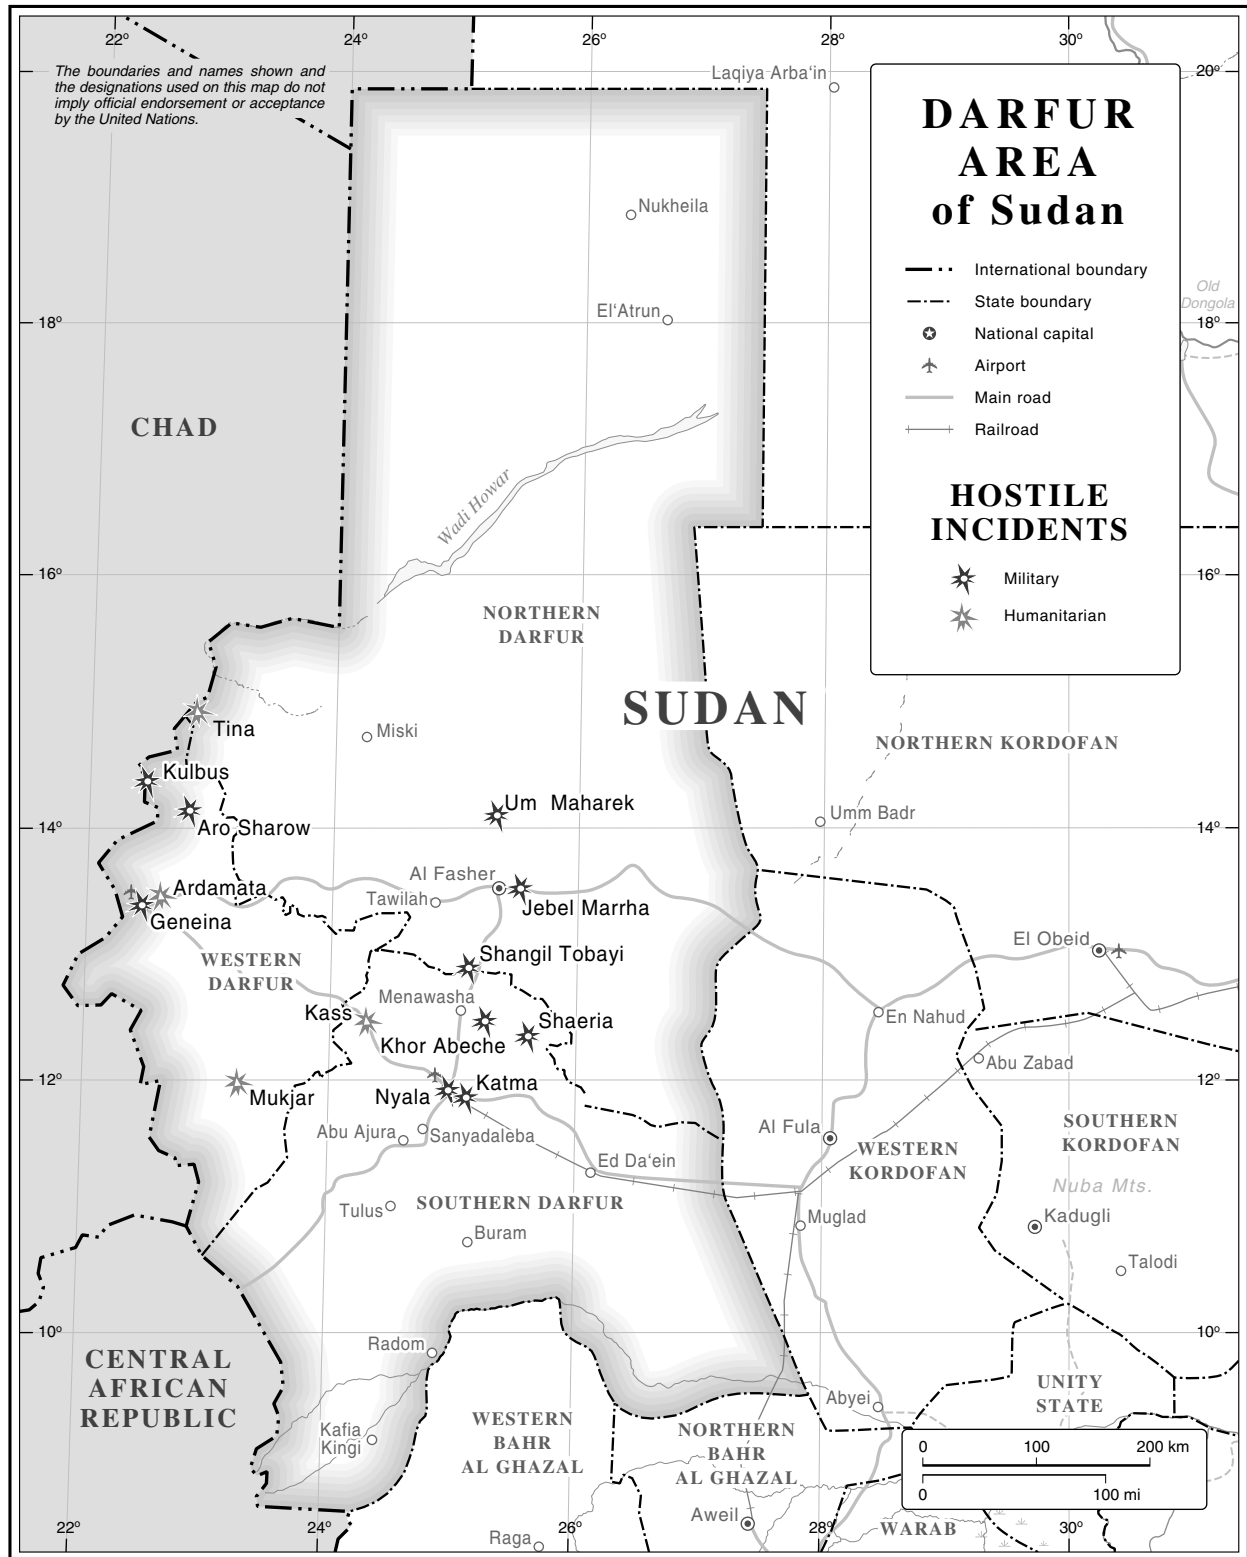 22°
24°
26°
28°
30°
The boundaries and names shown and
the designations used on this map do not
imply official endorsement or acceptance
by the United Nations.
Laqiya Arba‘in
20°
DARFUR
AREA
of Sudan
International boundary
State boundary
National capital
Airport
Main road
Railroad
HOSTILE
INCIDENTS
Military
Humanitarian
Nukheila
Old
Dongola
El‘Atrun
18°
18°
CHAD
Wadi Howar
16°
16°
NORTHERN
DARFUR
SUDAN
Tina
Miski
NORTHERN KORDOFAN
Kulbus
Um Maharek
Umm Badr
Aro Sharow
14°
14°
Al Fasher
Ardamata
Tawilah
Jebel Marrha
Geneina
El Obeid
Shangil Tobayi
WESTERN
DARFUR
Menawasha
Kass
Shaeria
En Nahud
Khor Abeche
Abu Zabad
12°
12°
Katma
Nyala
Mukjar
Abu Ajura
Sanyadaleba
Al Fula
SOUTHERN
KORDOFAN
Ed Da‘ein
WESTERN
KORDOFAN
Nuba Mts.
Tulus
SOUTHERN DARFUR
Muglad
Kadugli
Buram
Talodi
10°
10°
Radom
CENTRAL
AFRICAN
REPUBLIC
UNITY
STATE
Abyei
Kafia
Kingi
WESTERN
BAHR
AL GHAZAL
NORTHERN
BAHR
AL GHAZAL
0 100 200 km
0 100 mi
Aweil
WARAB
Raga
22°
24°
26°
28°
30°